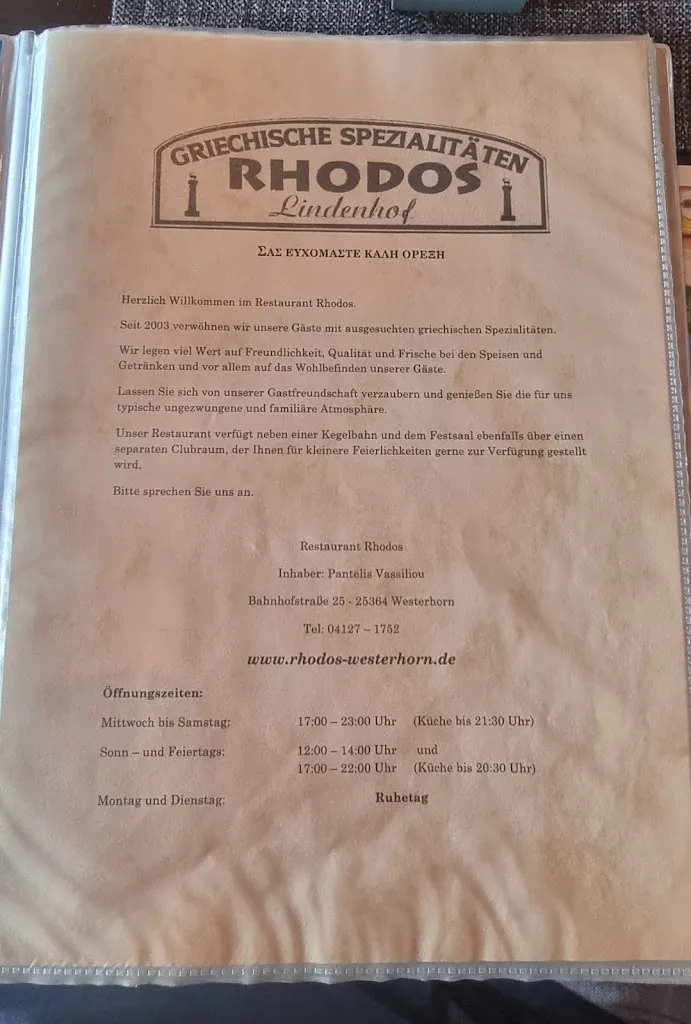 GRIECHISCHE SPEZIALITÄTEN
RHODOS
Lindenhof
ΣΑΣ ΕΥΧΟΜΑΣΤΕ ΚΑΛΗ ΟΡΕΞΗ
Herzlich Willkommen im Restaurant Rhodos.
Seit 2003 verwöhnen wir unsere Gäste mit ausgesuchten griechischen Spezialitäten.
Wir legen viel Wert auf Freundlichkeit, Qualität und Frische bei den Speisen und
Getränken und vor allem auf das Wohlbefinden unserer Gäste.
Lassen Sie sich von unserer Gastfreundschaft verzaubern und genießen Sie die für uns
typische ungezwungene und familiäre Atmosphäre.
Unser Restaurant verfügt neben einer Kegelbahn und dem Festsaal ebenfalls über einen
separaten Clubraum, der Ihnen für kleinere Feierlichkeiten gerne zur Verfügung gestellt
wird.
Bitte sprechen Sie uns an.
Restaurant Rhodos
Inhaber: Pantelis Vassiliou
Bahnhofstraße 25 - 25364 Westerhorn
Tel: 04127 – 1752
www.rhodos-westerhorn.de
Öffnungszeiten:
Mittwoch bis Samstag: 17:00 – 23:00 Uhr (Küche bis 21:30 Uhr)
Sonn – und Feiertags: 12:00 – 14:00 Uhr und
17:00 – 22:00 Uhr (Küche bis 20:30 Uhr)
Montag und Dienstag: Ruhetag